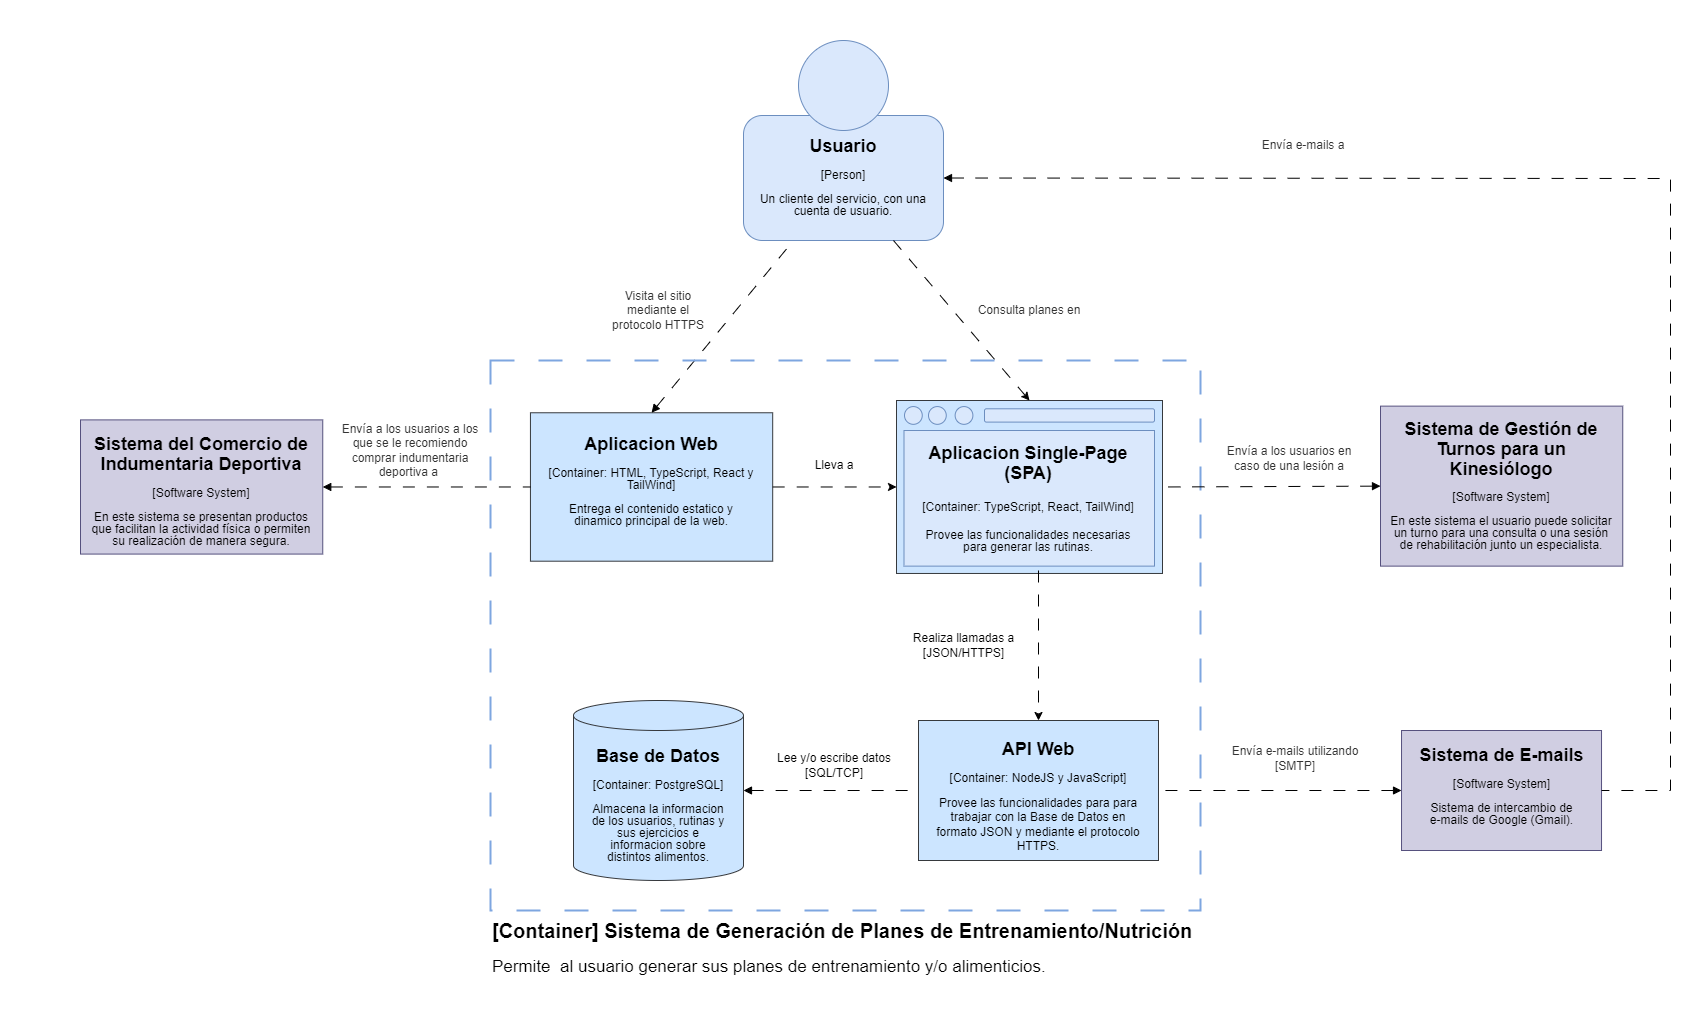 Usuario
[Person]
Un cliente del servicio, con una
cuenta de usuario.
Envía e-mails a
Visita el sitio
mediante el
protocolo HTTPS
Consulta planes en
Sistema del Comercio de
Indumentaria Deportiva
[Software System]
En este sistema se presentan productos
que facilitan la actividad física o permiten
su realización de manera segura.
Envía a los usuarios a los
que se le recomiendo
comprar indumentaria
deportiva a
Aplicacion Web
[Container: HTML, TypeScript, React y
TailWind]
Entrega el contenido estatico y
dinamico principal de la web.
Lleva a
Aplicacion Single-Page
(SPA)
[Container: TypeScript, React, TailWind]
Provee las funcionalidades necesarias
para generar las rutinas.
Envía a los usuarios en
caso de una lesión a
Sistema de Gestión de
Turnos para un
Kinesiólogo
[Software System]
En este sistema el usuario puede solicitar
un turno para una consulta o una sesión
de rehabilitación junto un especialista.
Realiza llamadas a
[JSON/HTTPS]
Base de Datos
[Container: PostgreSQL]
Almacena la informacion
de los usuarios, rutinas y
sus ejercicios e
informacion sobre
distintos alimentos.
Lee y/o escribe datos
[SQL/TCP]
API Web
[Container: NodeJS y JavaScript]
Provee las funcionalidades para para
trabajar con la Base de Datos en
formato JSON y mediante el protocolo
HTTPS.
Envía e-mails utilizando
[SMTP]
Sistema de E-mails
[Software System]
Sistema de intercambio de
e-mails de Google (Gmail).
[Container] Sistema de Generación de Planes de Entrenamiento/Nutrición
Permite  al usuario generar sus planes de entrenamiento y/o alimenticios.